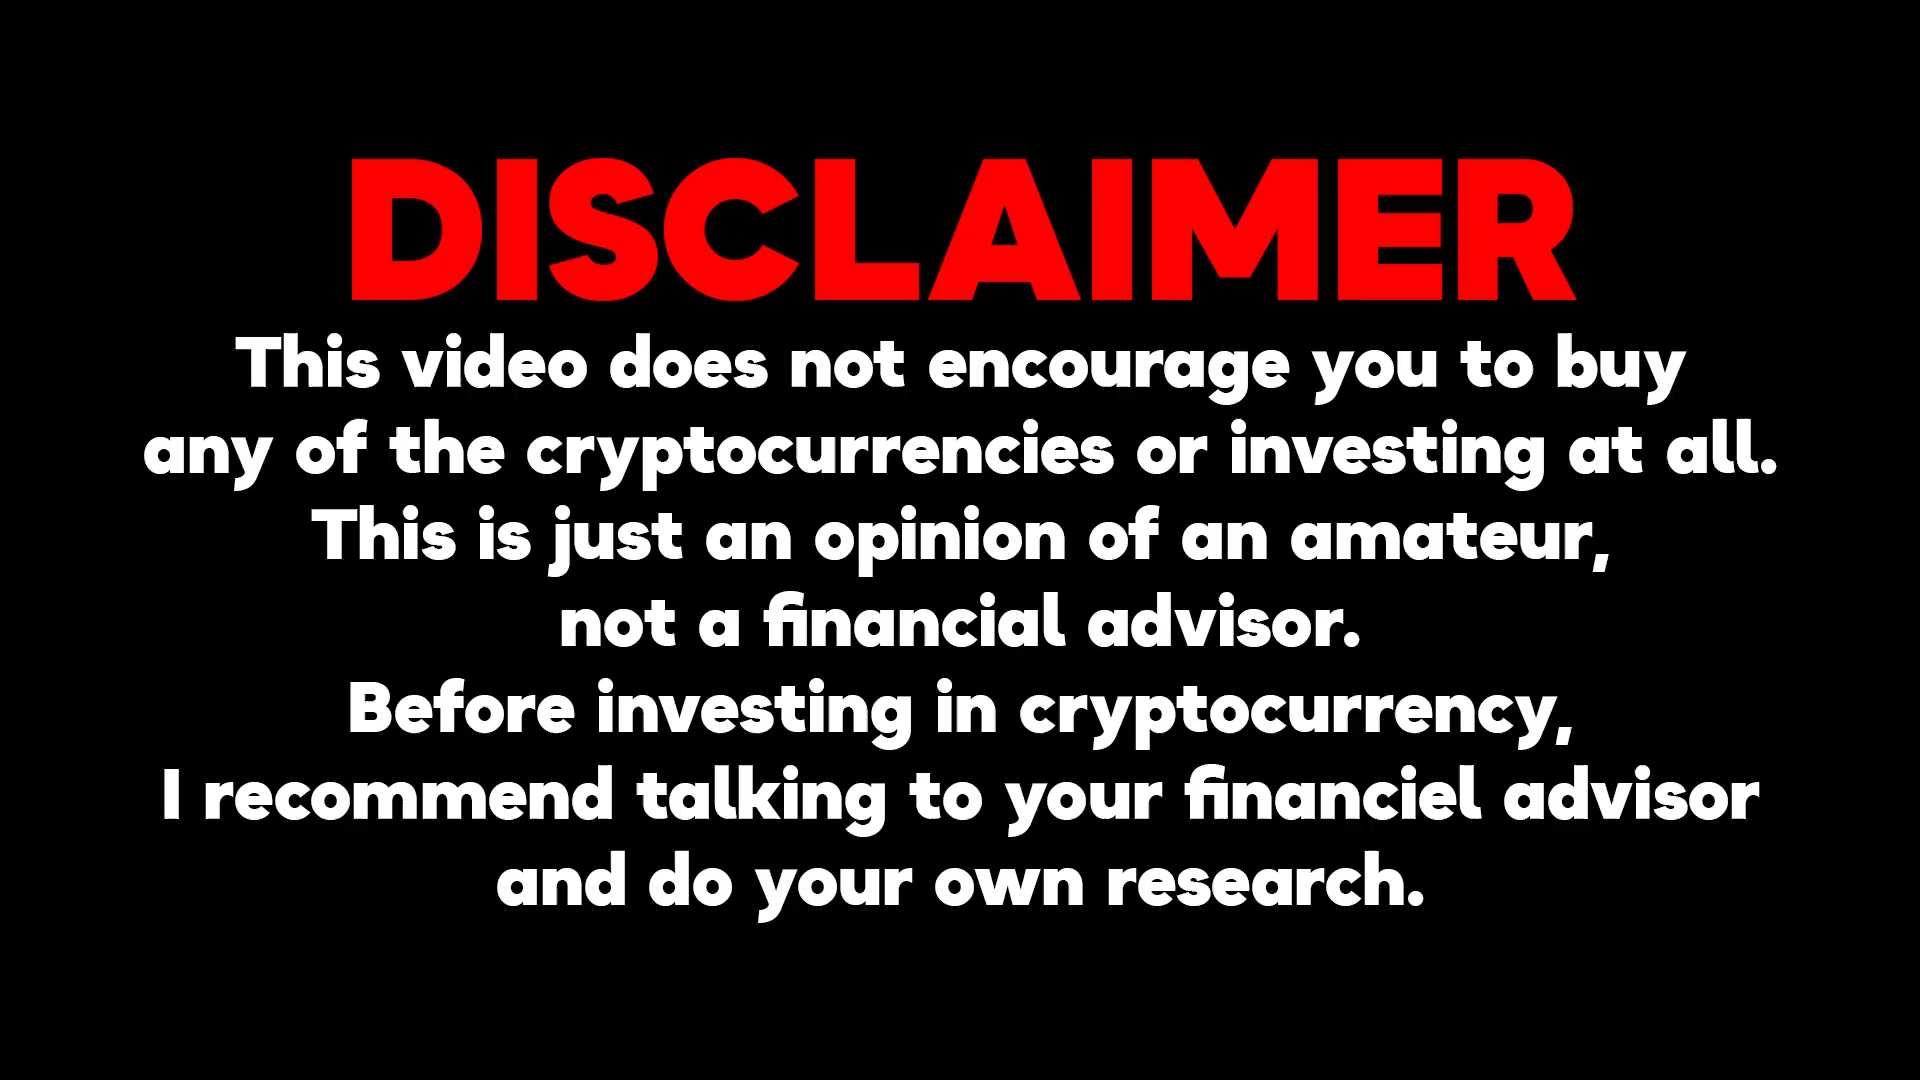 DISCLAIMER
This video does not encourage you to buy
any of the cryptocurrencies or investing at all.
This is just an opinion of an amateur,
not a financial advisor.
Before investing in cryptocurrency,
I recommend talking to your financiel advisor
and do your own research.